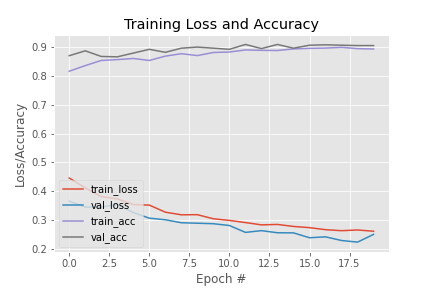 Training Loss and Accuracy
Loss/Accuracy
0.9
0.8
0.7
0.6
0.5
0.4
0.3
0.2
train_loss
val_loss
train_acc
val_acc
0.0 2.5 5.0 7.5 10.0 12.5 15.0 17.5
Epoch #